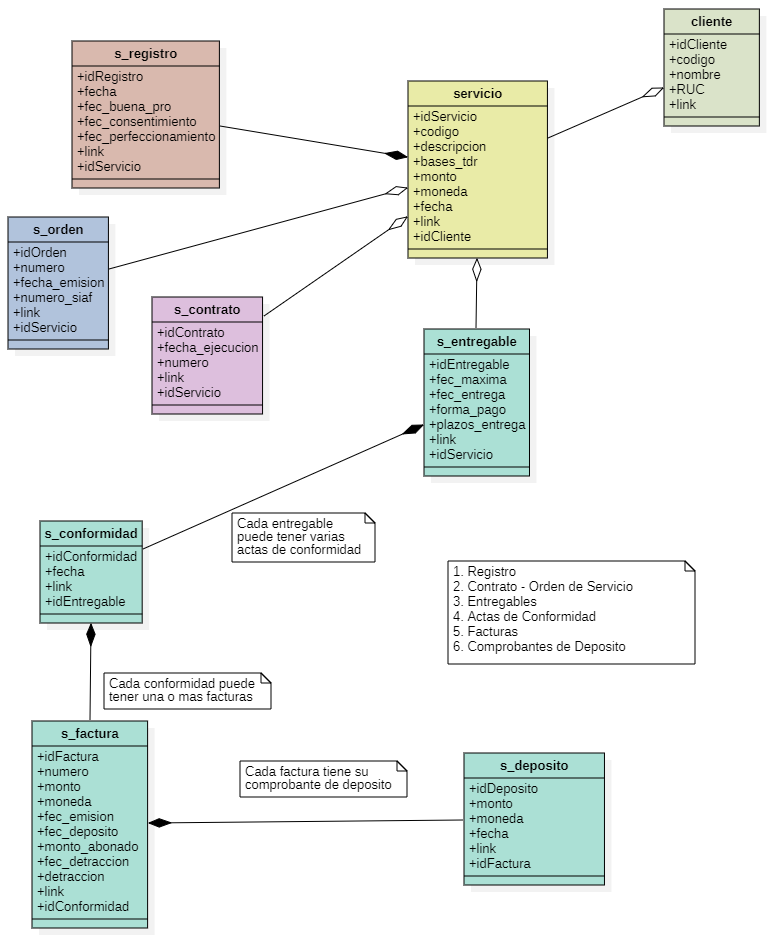 cliente
+idCliente
+codigo
+nombre
+RUC
+link
s_registro
+idRegistro
+fecha
+fec_buena_pro
+fec_consentimiento
+fec_perfeccionamiento
+link
+idServicio
servicio
+idServicio
+codigo
+descripcion
+bases_tdr
+monto
+moneda
+fecha
+link
+idCliente
s_orden
+idOrden
+numero
+fecha_emision
+numero_siaf
+link
+idServicio
s_contrato
+idContrato
+fecha_ejecucion
+numero
+link
+idServicio
s_entregable
+idEntregable
+fec_maxima
+fec_entrega
+forma_pago
+plazos_entrega
+link
+idServicio
Cada entregable
puede tener varias
actas de conformidad
s_conformidad
+idConformidad
+fecha
+link
+idEntregable
1. Registro
2. Contrato - Orden de Servicio
3. Entregables
4. Actas de Conformidad
5. Facturas
6. Comprobantes de Deposito
Cada conformidad puede
tener una o mas facturas
s_factura
+idFactura
+numero
+monto
+moneda
+fec_emision
+fec_deposito
+monto_abonado
+fec_detraccion
+detraccion
+link
+idConformidad
Cada factura tiene su
comprobante de deposito
s_deposito
+idDeposito
+monto
+moneda
+fecha
+link
+idFactura